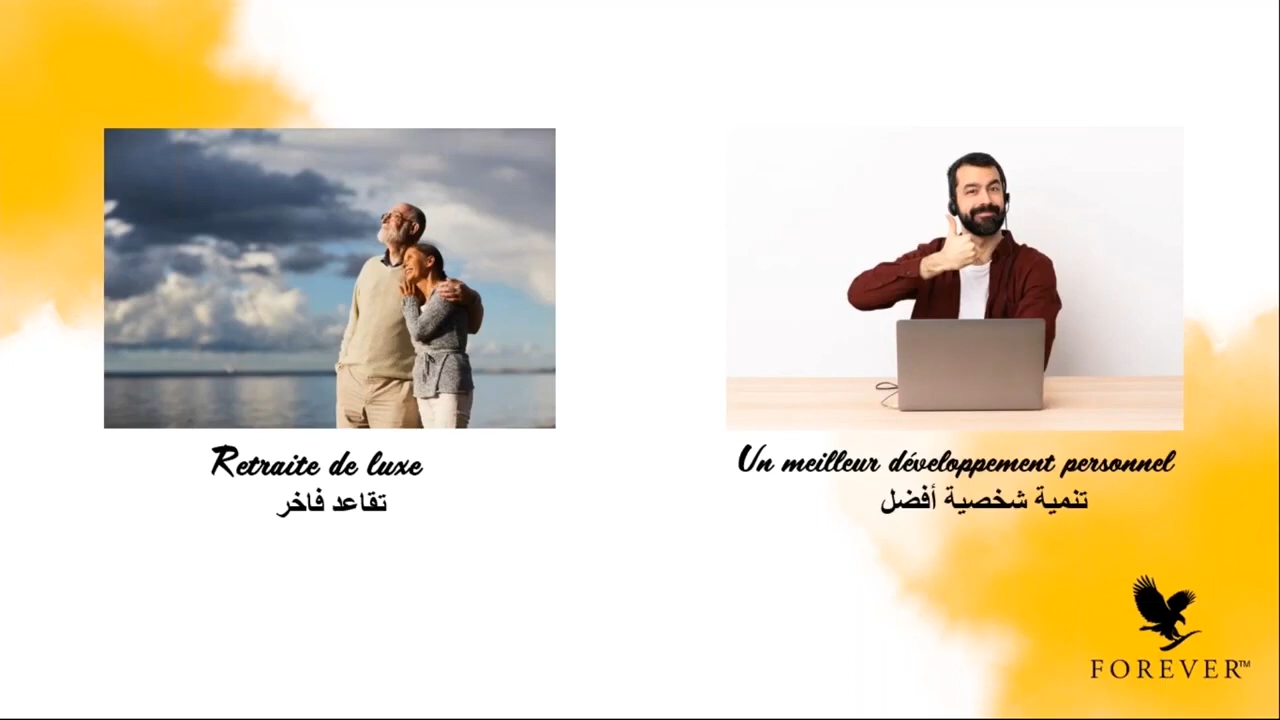 Retraite de luxe
تقاعد فاخر
Un meilleur développement personnel
تنمية شخصية أفضل
FOREVER™